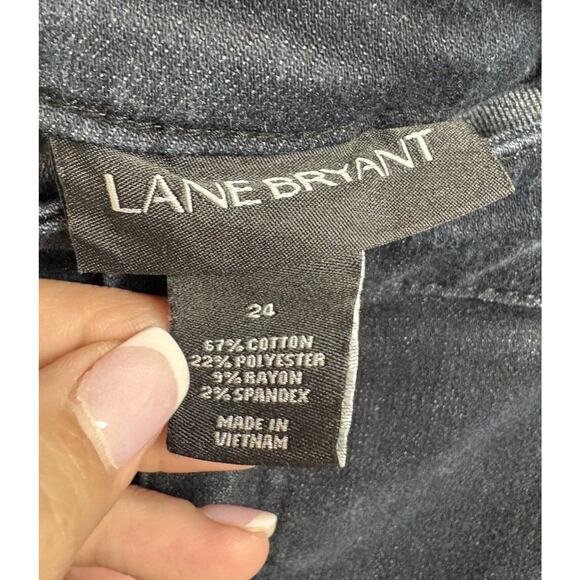 LANE BRYANT
24
67% COTTON
22% POLYESTER
9% RAYON
2% SPANDEX
MADE IN
VIETNAM